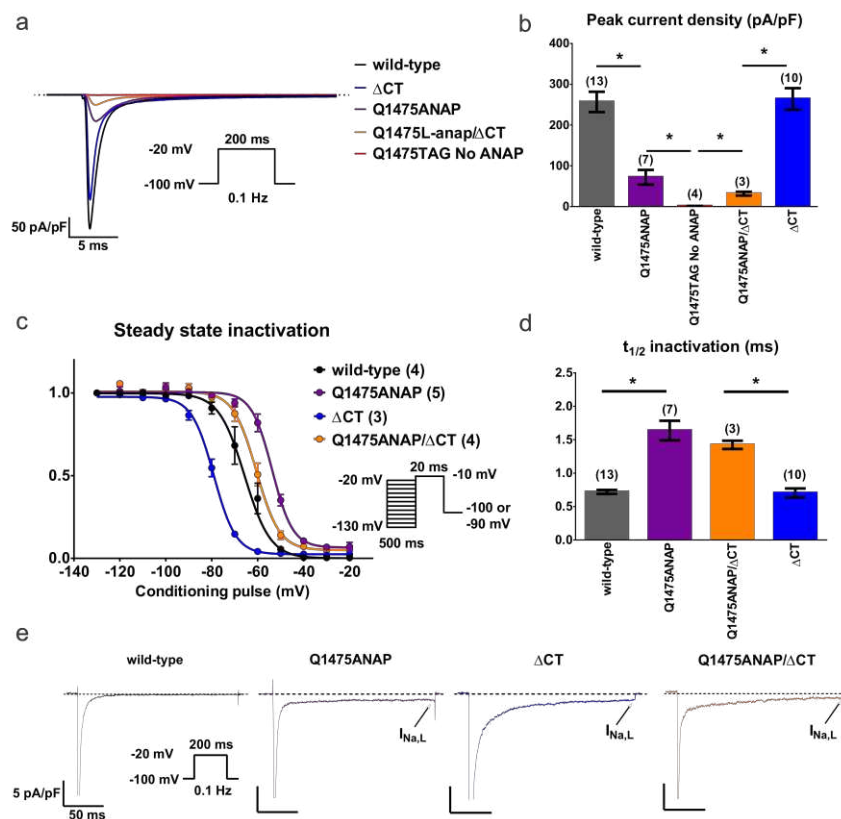 a
wild-type
ΔCT
Q1475ANAP
Q1475L-anap/ΔCT
Q1475TAG No ANAP
200 ms
-20 mV
-100 mV
0.1 Hz
50 pA/pF
5 ms
b
Peak current density (pA/pF)
400
300
200
100
0
(13)
(7)
(4)
(3)
(10)
*
*
*
*
wild-type
Q1475ANAP
Q1475TAG No ANAP
Q1475ANAP/ΔCT
ΔCT
c
Steady state inactivation
1.0
0.5
0.0
-140 -120 -100 -80 -60 -40 -20
Conditioning pulse (mV)
wild-type (4)
Q1475ANAP (5)
ΔCT (3)
Q1475ANAP/ΔCT (4)
20 ms
-20 mV
-10 mV
-130 mV
-100 or
-90 mV
500 ms
d
t1/2 inactivation (ms)
2.0
1.5
1.0
0.5
0.0
(13)
(7)
(3)
(10)
*
*
wild-type
Q1475ANAP
Q1475ANAP/ΔCT
ΔCT
e
wild-type
Q1475ANAP
ΔCT
Q1475ANAP/ΔCT
200 ms
-20 mV
-100 mV
0.1 Hz
5 pA/pF
50 ms
INa,L
INa,L
INa,L